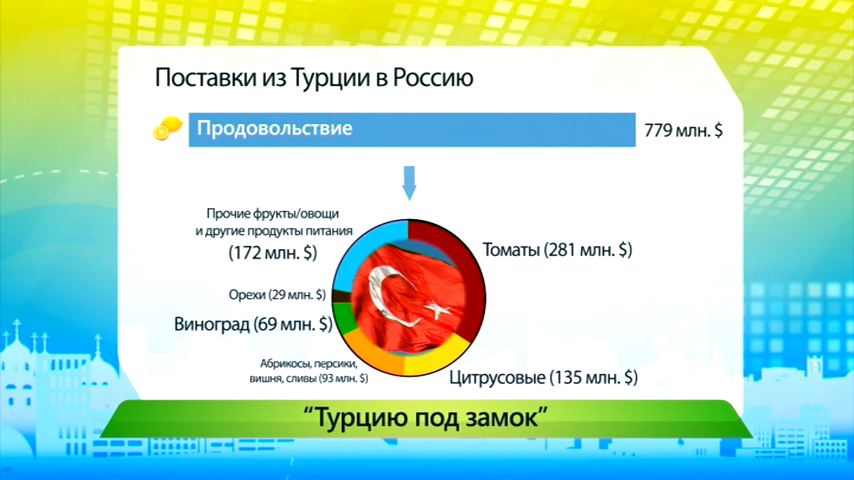 Поставки из Турции в Россию
Продовольствие
779 млн. $
Прочие фрукты/овощи
и другие продукты питания
(172 млн. $)
Томаты (281 млн. $)
Орехи (29 млн. $)
Виноград (69 млн. $)
Абрикосы, персики,
вишня, сливы (93 млн. $)
Цитрусовые (135 млн. $)
“Турцию под замок”